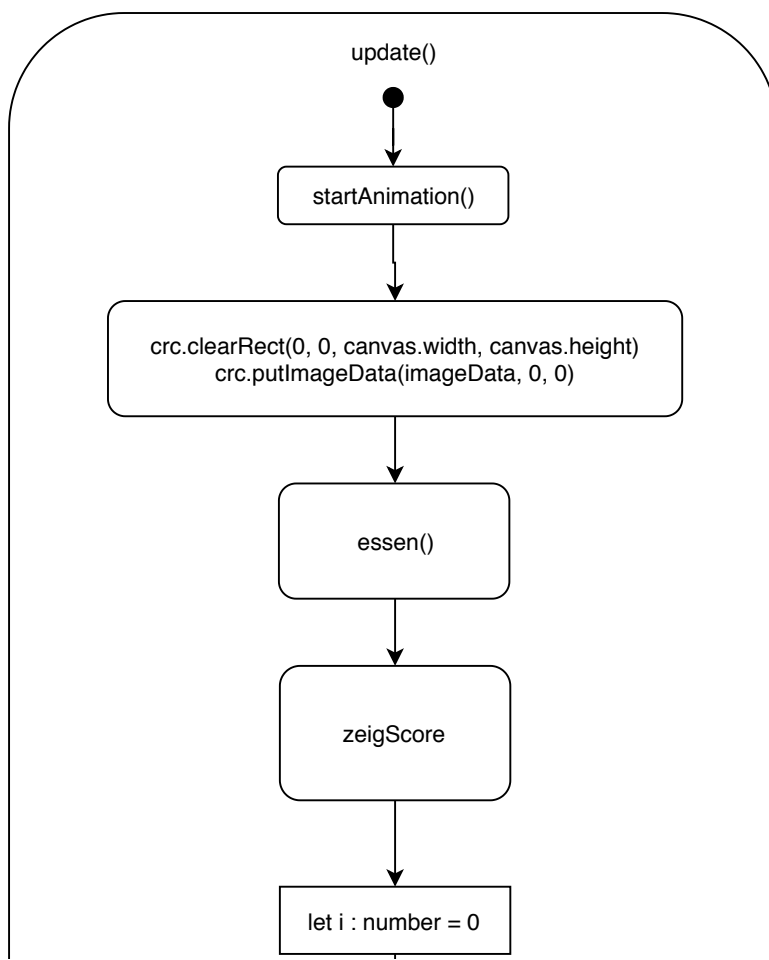 update()
startAnimation()
crc.clearRect(0, 0, canvas.width, canvas.height)
crc.putImageData(imageData, 0, 0)
essen()
zeigScore
let i : number = 0